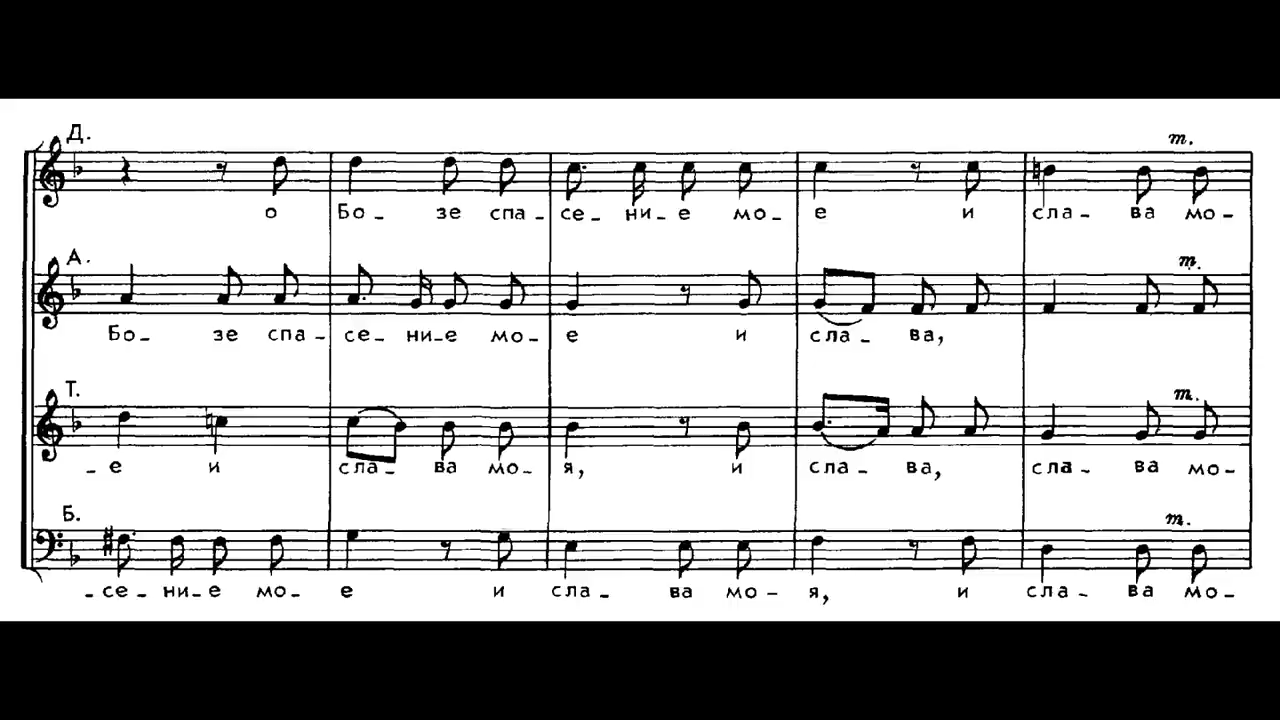 Д.
m.
о Бо- зе спа- се- ни-е мо- е и сла- ва мо-
А.
m.
Бо- зе спа- се- ни-е мо- е и сла- ва,
Т.
m.
-е и сла- ва мо- я, и сла- ва, сла- ва мо-
Б.
m.
-се- ни-е мо- е и сла- ва мо- я, и сла- ва мо-